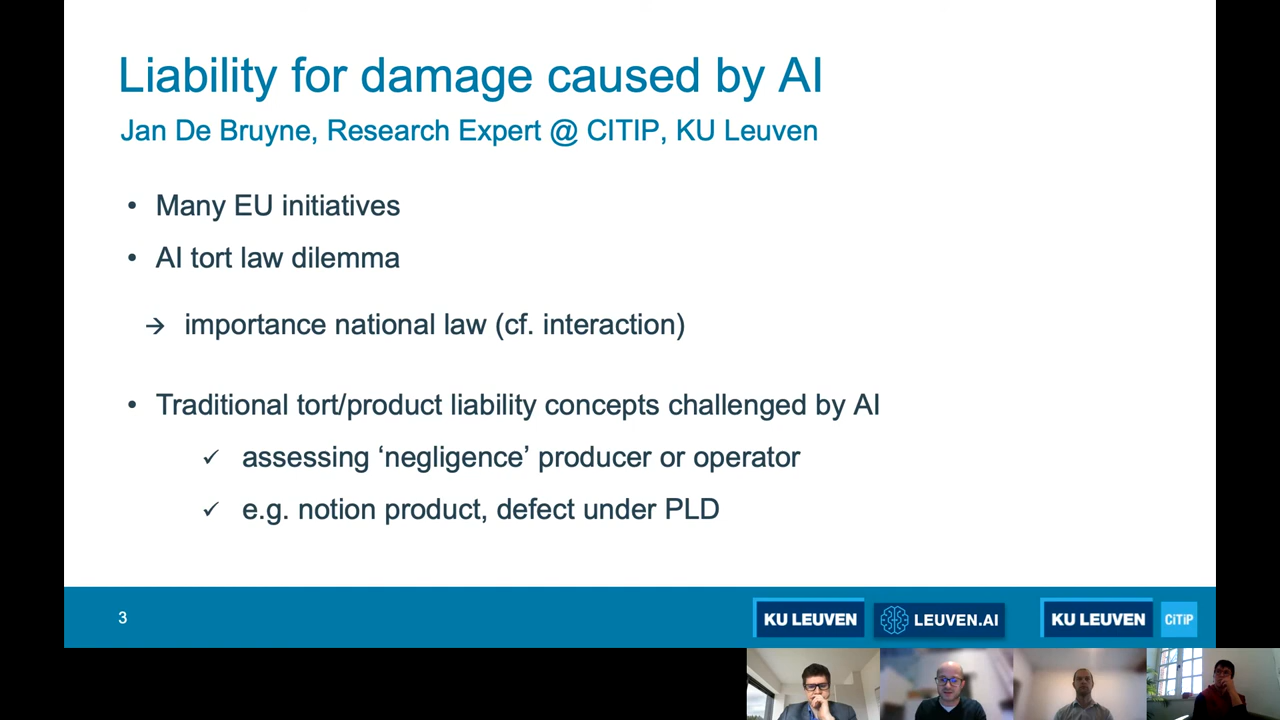 Liability for damage caused by AI
Jan De Bruyne, Research Expert @ CITIP, KU Leuven
• Many EU initiatives
• AI tort law dilemma
→ importance national law (cf. interaction)
• Traditional tort/product liability concepts challenged by AI
✓ assessing ‘negligence’ producer or operator
✓ e.g. notion product, defect under PLD
3
KU LEUVEN
LEUVEN.AI
KU LEUVEN
CiTiP